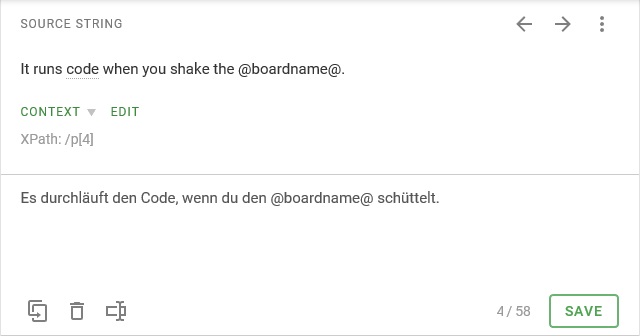 SOURCE STRING
It runs code when you shake the @boardname@.
CONTEXT EDIT
XPath: /p[4]
Es durchläuft den Code, wenn du den @boardname@ schüttelt.
4 / 58 SAVE